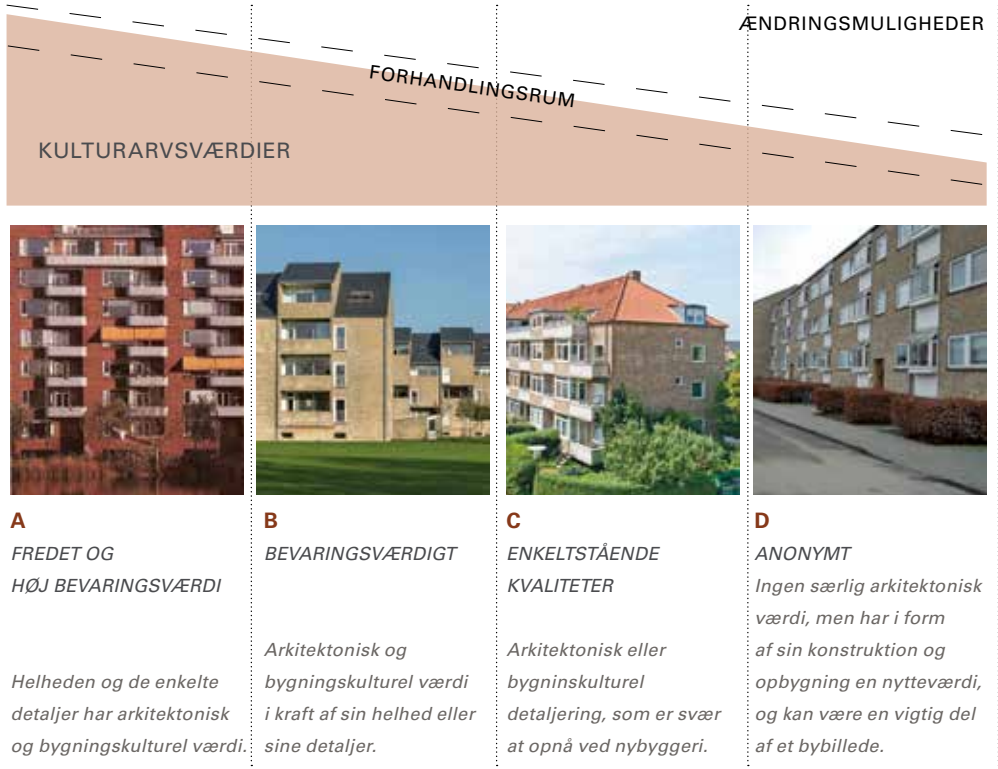 ÆNDRINGSMULIGHEDER
FORHANDLINGSRUM
KULTURARVSVÆRDIER
A
FREDET OG
HØJ BEVARINGSVÆRDI
Helheden og de enkelte
detaljer har arkitektonisk
og bygningskulturel værdi.
B
BEVARINGSVÆRDIGT
Arkitektonisk og
bygningskulturel værdi
i kraft af sin helhed eller
sine detaljer.
C
ENKELTSTÅENDE
KVALITETER
Arkitektonisk eller
bygninskulturel
detaljering, som er svær
at opnå ved nybyggeri.
D
ANONYMT
Ingen særlig arkitektonisk
værdi, men har i form
af sin konstruktion og
opbygning en nytteværdi,
og kan være en vigtig del
af et bybillede.